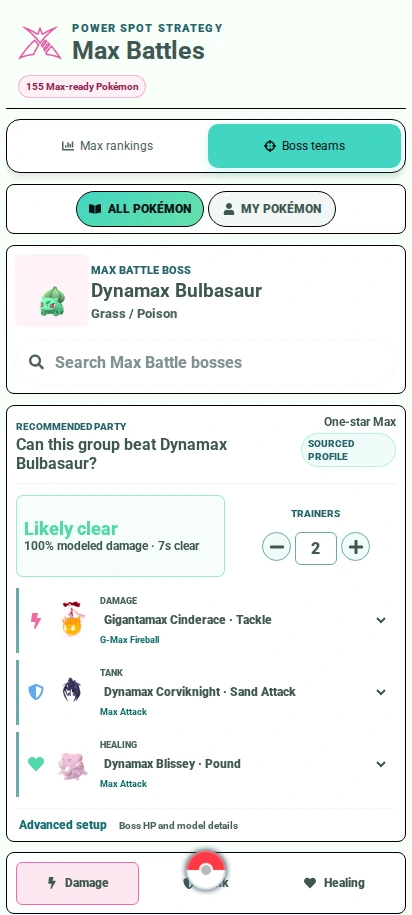 POWER SPOT STRATEGY
Max Battles
155 Max-ready Pokémon
Max rankings
Boss teams
ALL POKÉMON
MY POKÉMON
MAX BATTLE BOSS
Dynamax Bulbasaur
Grass / Poison
Search Max Battle bosses
RECOMMENDED PARTY
Can this group beat Dynamax
Bulbasaur?
One-star Max
SOURCED
PROFILE
Likely clear
100% modeled damage · 7s clear
TRAINERS
2
DAMAGE
Gigantamax Cinderace · Tackle
G-Max Fireball
TANK
Dynamax Corviknight · Sand Attack
Max Attack
HEALING
Dynamax Blissey · Pound
Max Attack
Advanced setup
Boss HP and model details
Damage
Healing